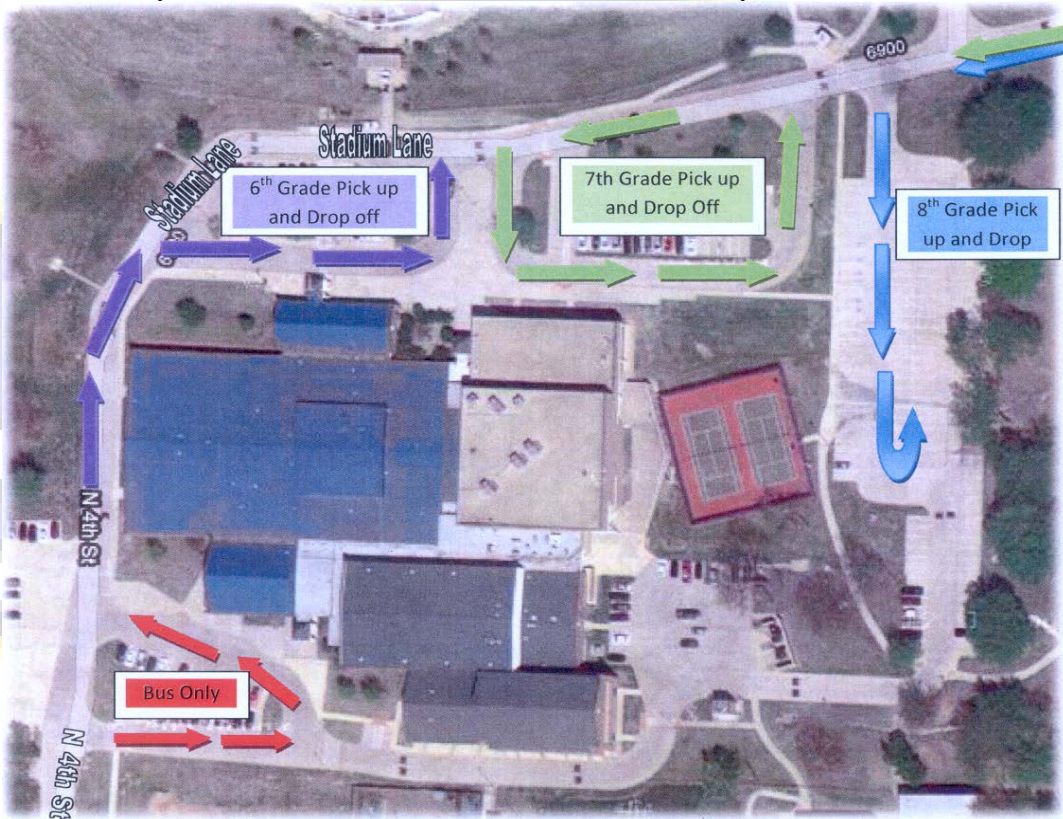 6900
Stadium Lane
Stadium Lane
6th Grade Pick up
and Drop off
7th Grade Pick up
and Drop Off
8th Grade Pick
up and Drop
N 4th St
Bus Only
N 4th St